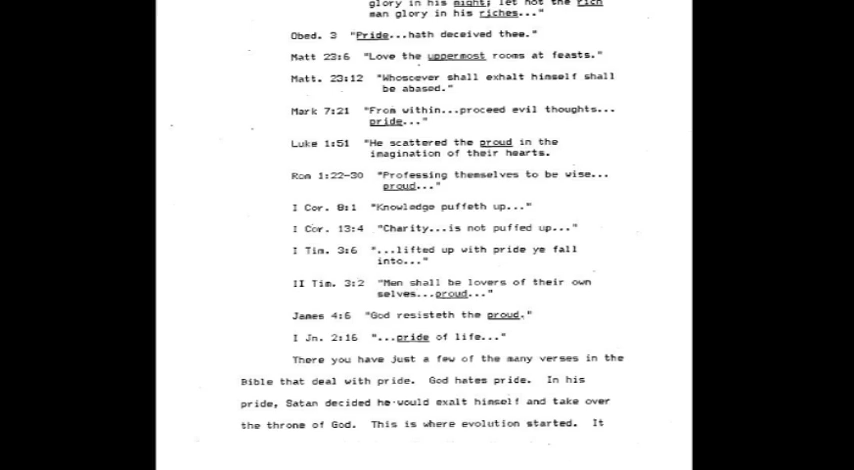 glory in his might; let not the rich
man glory in his riches..."
Obed. 3 "Pride...hath deceived thee."
Matt 23:6 "Love the uppermost rooms at feasts."
Matt. 23:12 "Whoscever shall exhalt himself shall
be abased."
Mark 7:21 "From within...proceed evil thoughts...
pride..."
Luke 1:51 "He scattered the proud in the
imagination of their hearts.
Rom 1:22-30 "Professing themselves to be wise...
proud..."
I Cor. 8:1 "Knowledge puffeth up..."
I Cor. 13:4 "Charity...is not puffed up..."
I Tim. 3:6 "...lifted up with pride ye fall
into..."
II Tim. 3:2 "Men shall be lovers of their own
selves...proud..."
James 4:6 "God resisteth the proud."
I Jn. 2:16 "...pride of life..."
There you have just a few of the many verses in the
Bible that deal with pride. God hates pride. In his
pride, Satan decided he would exalt himself and take over
the throne of God. This is where evolution started. It